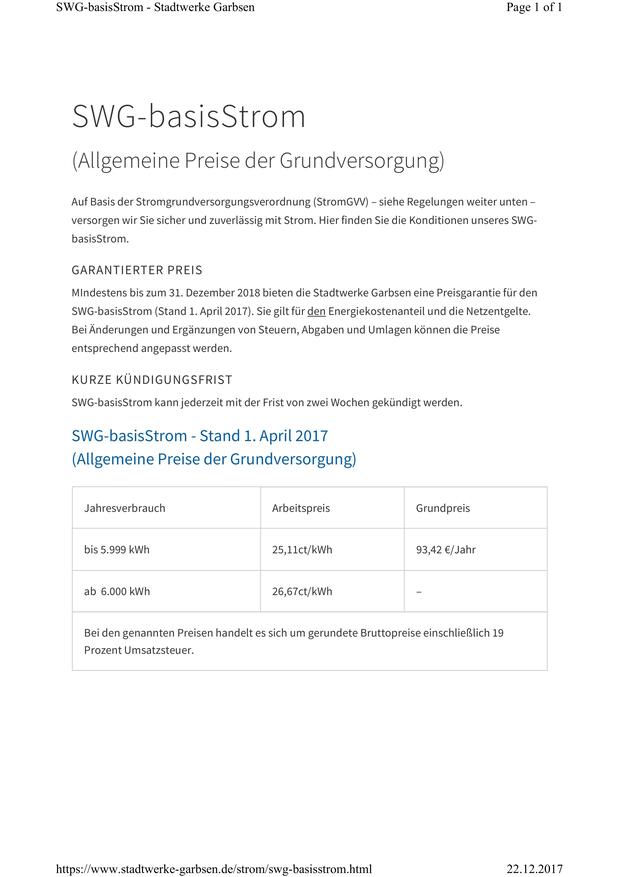 SWG-basisStrom - Stadtwerke Garbsen Page 1 of 1
SWG-basisStrom
(Allgemeine Preise der Grundversorgung)
Auf Basis der Stromgrundversorgungsverordnung (StromGVV) – siehe Regelungen weiter unten –
versorgen wir Sie sicher und zuverlässig mit Strom. Hier finden Sie die Konditionen unseres SWG-
basisStrom.
GARANTIERTER PREIS
MIndestens bis zum 31. Dezember 2018 bieten die Stadtwerke Garbsen eine Preisgarantie für den
SWG-basisStrom (Stand 1. April 2017). Sie gilt für den Energiekostenanteil und die Netzentgelte.
Bei Änderungen und Ergänzungen von Steuern, Abgaben und Umlagen können die Preise
entsprechend angepasst werden.
KURZE KÜNDIGUNGSFRIST
SWG-basisStrom kann jederzeit mit der Frist von zwei Wochen gekündigt werden.
SWG-basisStrom - Stand 1. April 2017
(Allgemeine Preise der Grundversorgung)
Jahresverbrauch Arbeitspreis Grundpreis
bis 5.999 kWh 25,11ct/kWh 93,42 €/Jahr
ab 6.000 kWh 26,67ct/kWh –
Bei den genannten Preisen handelt es sich um gerundete Bruttopreise einschließlich 19
Prozent Umsatzsteuer.
https://www.stadtwerke-garbsen.de/strom/swg-basisstrom.html 22.12.2017